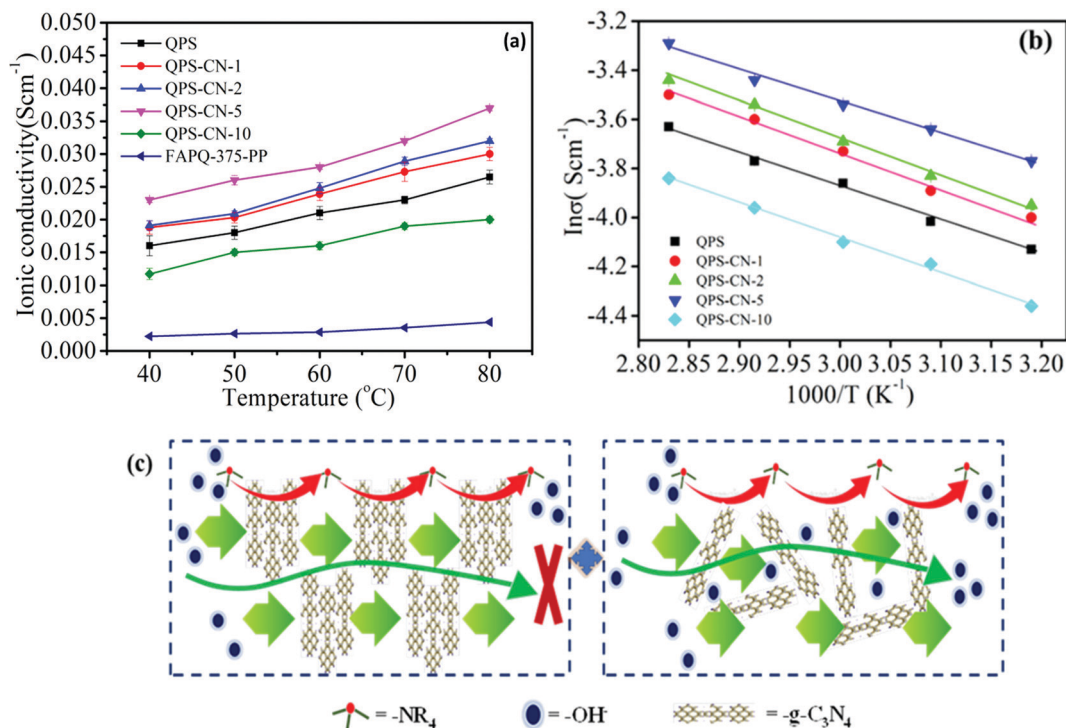 (a)
0.050
0.045
0.040
0.035
0.030
0.025
0.020
0.015
0.010
0.005
0.000
Ionic conductivity(Scm⁻¹)
QPS
QPS-CN-1
QPS-CN-2
QPS-CN-5
QPS-CN-10
FAPQ-375-PP
40 50 60 70 80
Temperature (°C)
(b)
-3.2
-3.4
-3.6
-3.8
-4.0
-4.2
-4.4
Inσ( Scm⁻¹)
QPS
QPS-CN-1
QPS-CN-2
QPS-CN-5
QPS-CN-10
2.80 2.85 2.90 2.95 3.00 3.05 3.10 3.15 3.20
1000/T (K⁻¹)
(c)
= -NR₄ = -OH⁻ = -g-C₃N₄